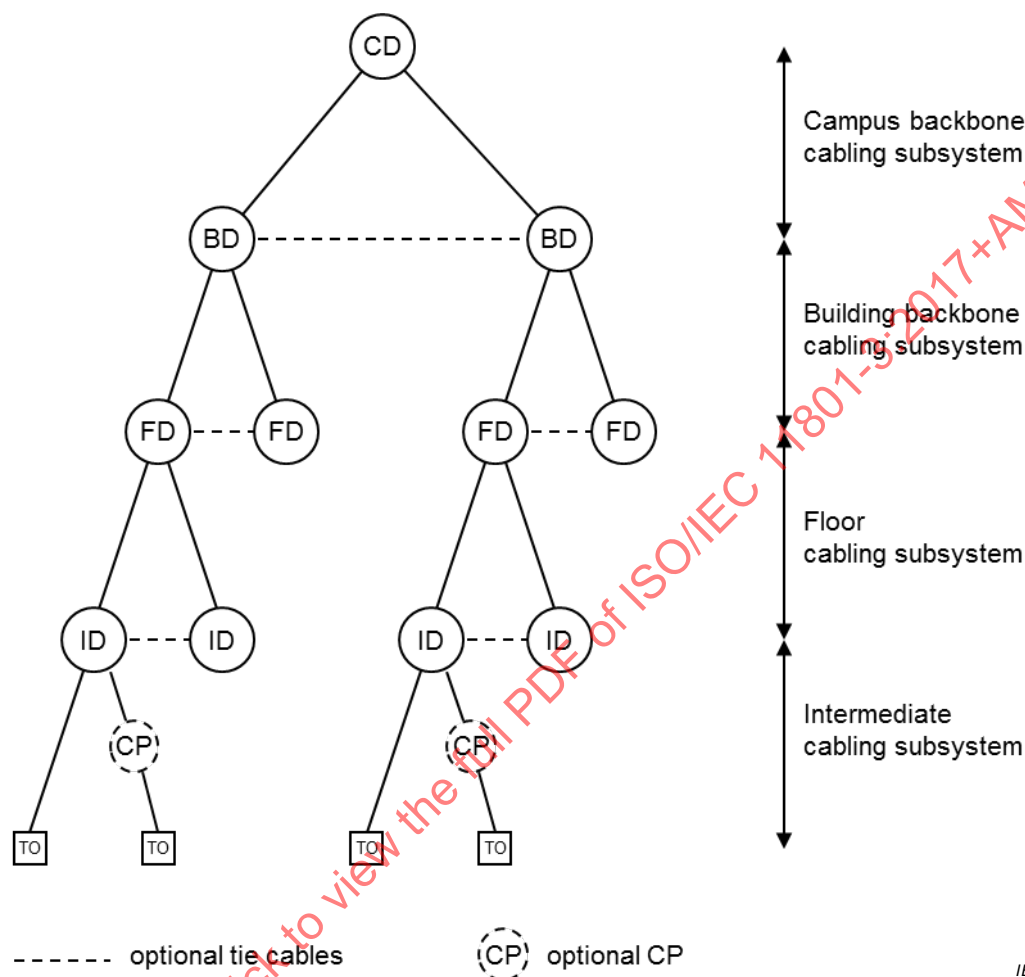 CD
Campus backbone
cabling subsystem
BD
BD
Building backbone
cabling subsystem
FD
FD
FD
FD
Floor
cabling subsystem
ID
ID
ID
ID
Intermediate
cabling subsystem
CP
CP
TO
TO
TO
TO
optional tie cables
CP
optional CP
to view the full PDF of ISO/IEC 11801-3:2017+